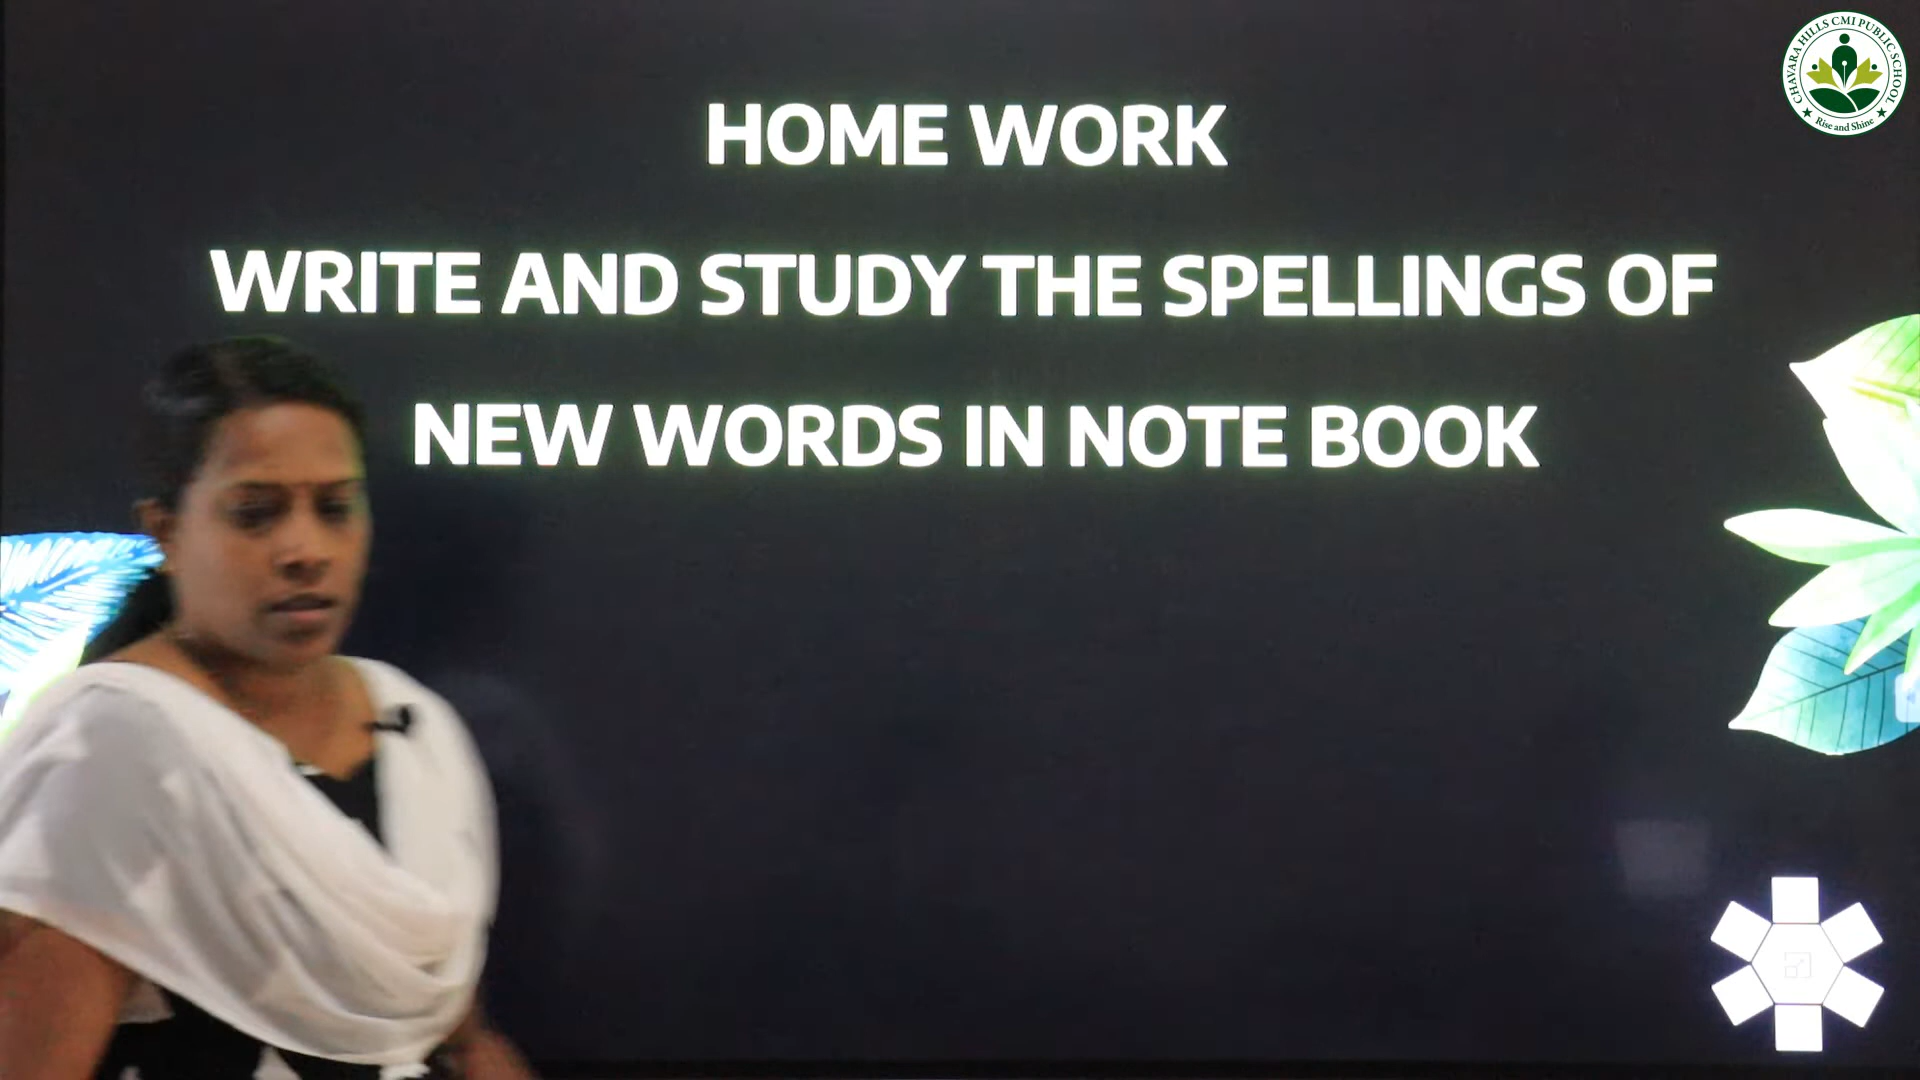 CHAVARA HILLS CMI PUBLIC SCHOOL
Rise and Shine
HOME WORK
WRITE AND STUDY THE SPELLINGS OF
NEW WORDS IN NOTE BOOK